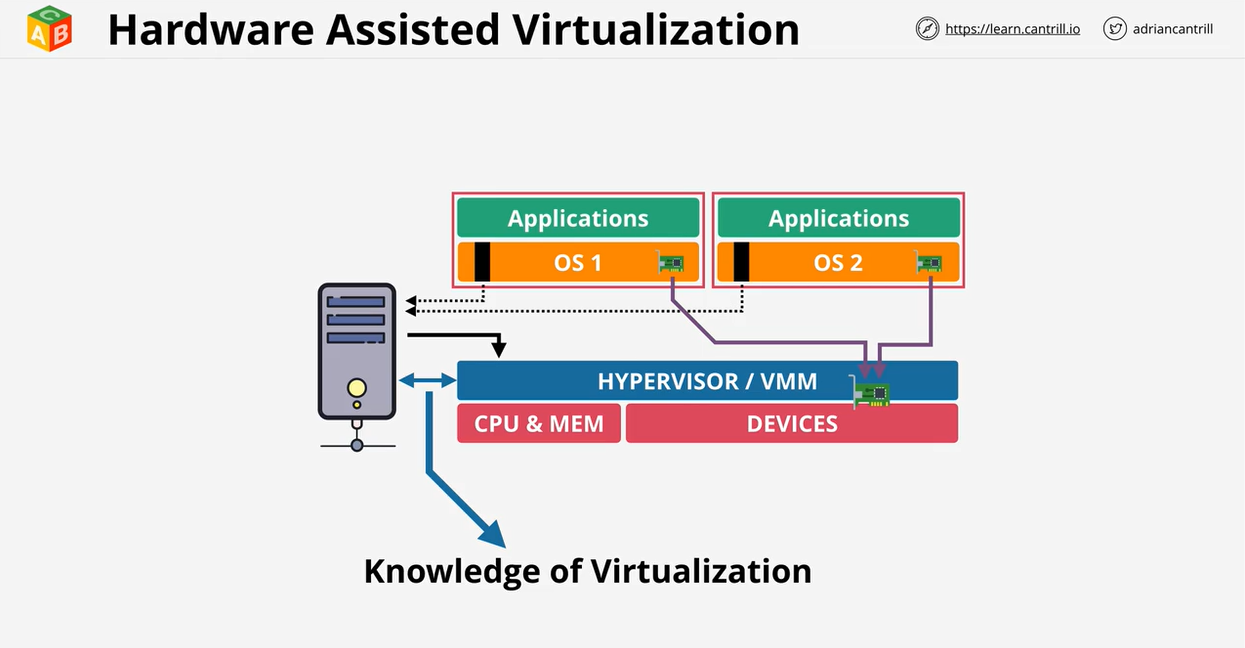 CAB
Hardware Assisted Virtualization
https://learn.cantrill.io
adriancantrill
Applications
Applications
OS 1
OS 2
HYPERVISOR / VMM
CPU & MEM
DEVICES
Knowledge of Virtualization